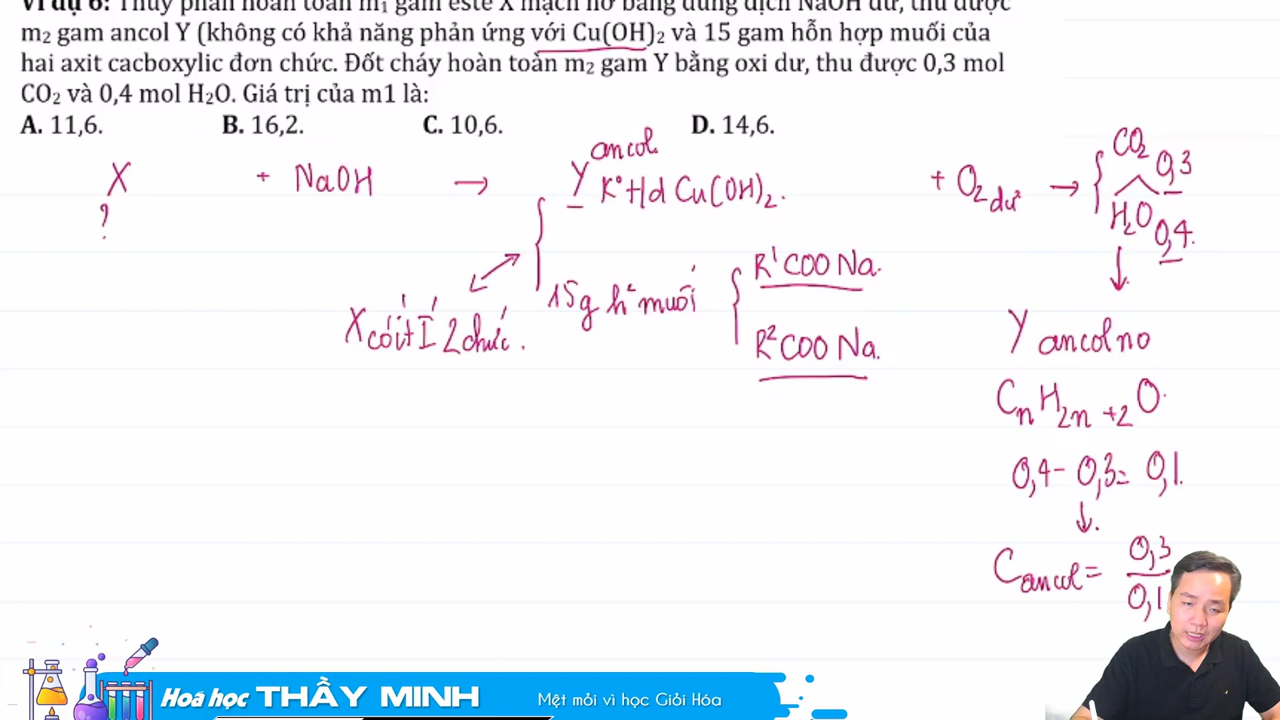 Ví dụ 6: Thủy phân hoàn toàn m₁ gam este X mạch hở bằng dung dịch NaOH dư, thu được
m₂ gam ancol Y (không có khả năng phản ứng với Cu(OH)₂ và 15 gam hỗn hợp muối của
hai axit cacboxylic đơn chức. Đốt cháy hoàn toàn m₂ gam Y bằng oxi dư, thu được 0,3 mol
CO₂ và 0,4 mol H₂O. Giá trị của m1 là:
A. 11,6. B. 16,2. C. 10,6. D. 14,6.
ancol
X + NaOH → Y K° t/d Cu(OH)₂. + O₂ dư → CO₂ 0,3
? H₂O 0,4.
15g h² muối R¹COONa.
X có ít I 2 chức. R²COONa.
Y ancol no
CnH2n+2O.
0,4 - 0,3 = 0,1.
C ancol = 0,3
0,1
Hoá học THẦY MINH Mệt mỏi vì học Giỏi Hóa